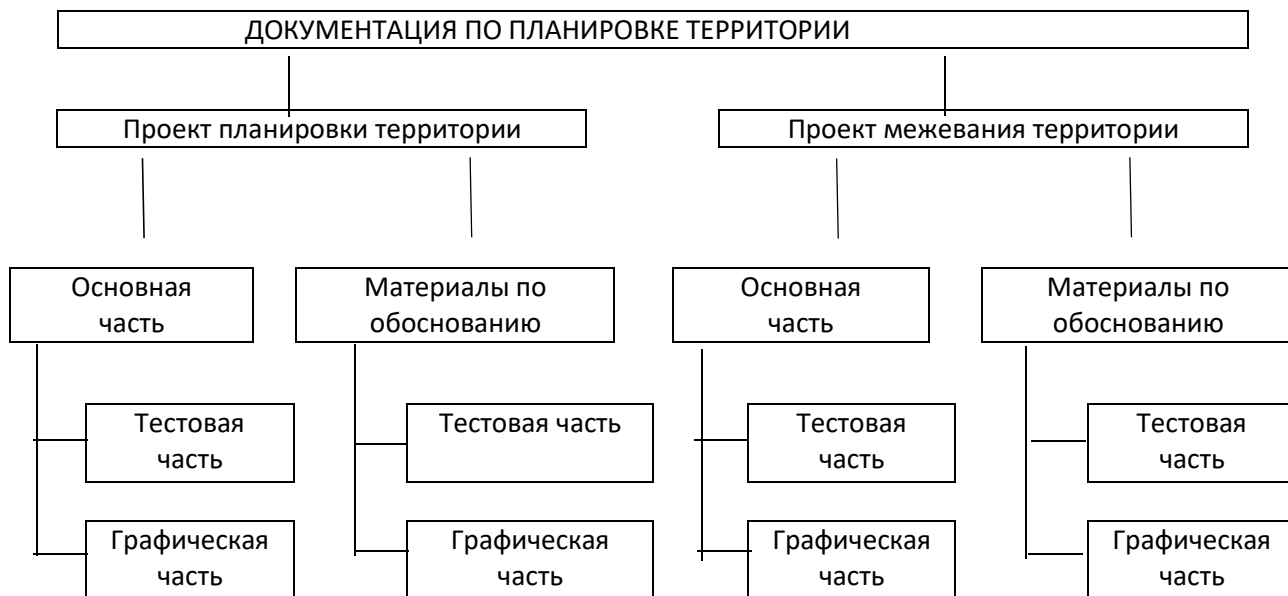 ДОКУМЕНТАЦИЯ ПО ПЛАНИРОВКЕ ТЕРРИТОРИИ
Проект планировки территории
Проект межевания территории
Основная
часть
Материалы по
обоснованию
Основная
часть
Материалы по
обоснованию
Тестовая
часть
Тестовая часть
Тестовая
часть
Тестовая
часть
Графическая
часть
Графическая
часть
Графическая
часть
Графическая
часть